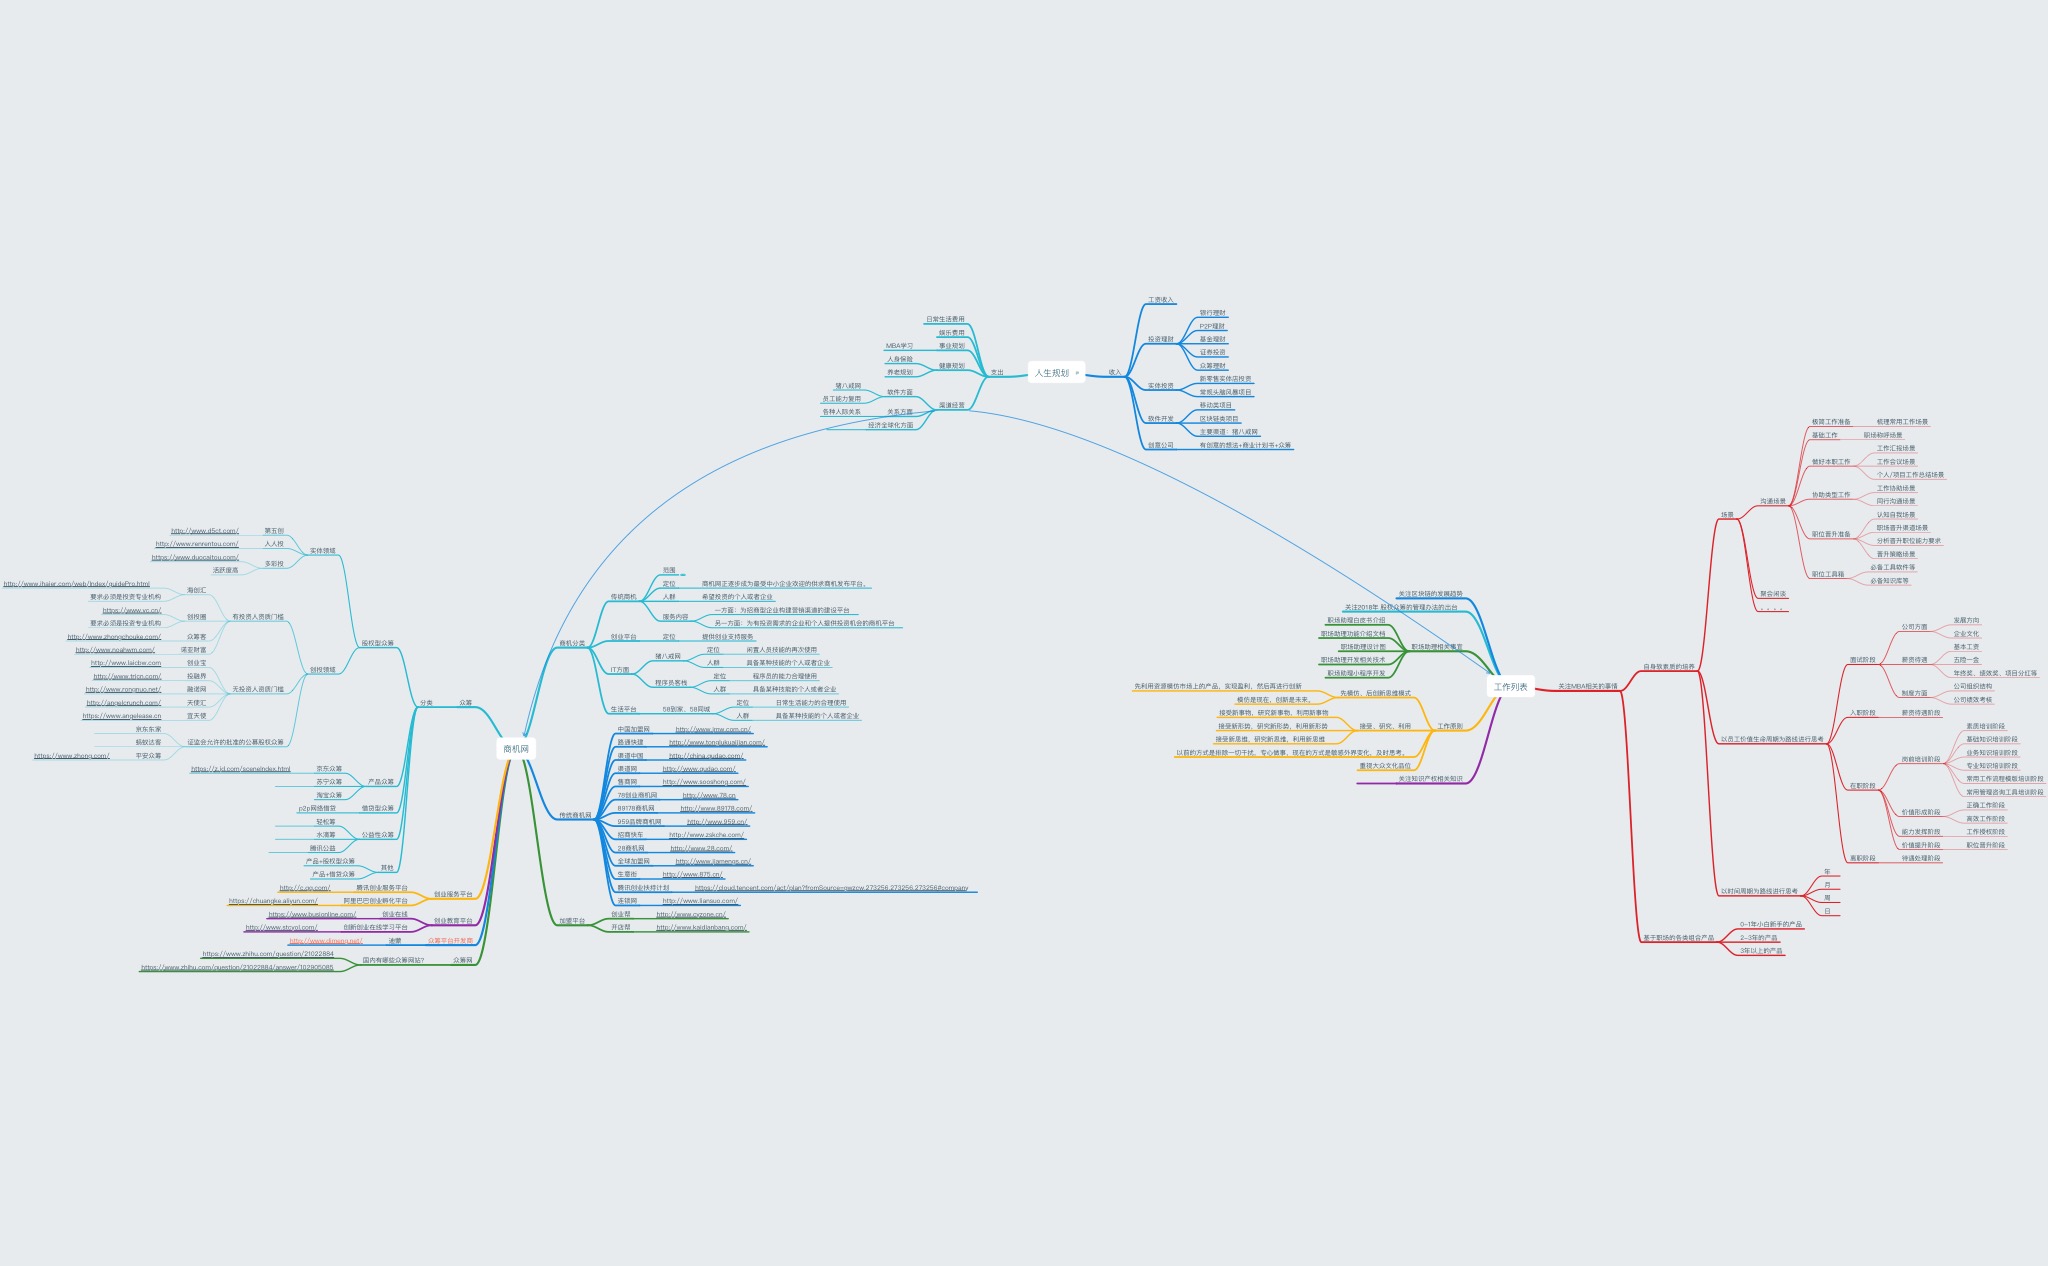 人生规划
支出
日常生活费用
娱乐费用
事业规划
MBA学习
健康规划
人身保险
养老规划
渠道经营
软件方面
猪八戒网
员工能力复用
关系方面
各种人际关系
经济全球化方面
收入
工资收入
投资理财
银行理财
P2P理财
基金理财
证券投资
众筹理财
实体投资
新零售实体店投资
常规头脑风暴项目
软件开发
移动类项目
区块链类项目
主要渠道：猪八戒网
创意公司
有创意的想法+商业计划书+众筹
商机网
众筹
分类
股权型众筹
实体领域
第五创
http://www.d5ct.com/
人人投
http://www.renrentou.com/
多彩投
https://www.duocaitou.com/
活跃度高
创投领域
有投资人资质门槛
海创汇
http://www.ihaier.com/web/Index/guidePro.html
要求必须是投资专业机构
创投圈
https://www.vc.cn/
要求必须是投资专业机构
众筹客
http://www.zhongchouke.com/
诺亚财富
http://www.noahwm.com/
无投资人资质门槛
创业宝
http://www.laicbw.com
投融界
http://www.trjcn.com/
融诺网
http://www.rongnuo.net/
天使汇
http://angelcrunch.com/
宜天使
https://www.angelease.cn
证监会允许的批准的公募股权众筹
京东东家
蚂蚁达客
平安众筹
https://www.zhong.com/
产品众筹
京东众筹
https://z.jd.com/sceneIndex.html
苏宁众筹
淘宝众筹
借贷型众筹
p2p网络借贷
公益性众筹
轻松筹
水滴筹
腾讯公益
其他
产品+股权型众筹
产品+借贷众筹
创业服务平台
腾讯创业服务平台
http://c.qq.com/
阿里巴巴创业孵化平台
https://chuangke.aliyun.com/
创业教育平台
创业在线
https://www.busionline.com/
创新创业在线学习平台
http://www.stcyol.com/
众筹平台开发商
迪蒙
http://www.dimeng.net/
众筹网
国内有哪些众筹网站?
https://www.zhihu.com/question/21022884
https://www.zhihu.com/question/21022884/answer/102905085
商机分类
传统商机
范围
定位
商机网正逐步成为最受中小企业欢迎的供求商机发布平台。
人群
希望投资的个人或者企业
服务内容
一方面：为招商型企业构建营销渠道的建设平台
另一方面：为有投资需求的企业和个人提供投资机会的商机平台
创业平台
定位
提供创业支持服务
IT方面
猪八戒网
定位
闲置人员技能的再次使用
人群
具备某种技能的个人或企业
程序员客栈
定位
程序员的能力合理使用
人群
具备某种技能的个人或者企业
生活平台
58到家、58同城
定位
日常生活能力的合理使用
人群
具备某种技能的个人或者企业
传统商机网
中国加盟网
http://www.jmw.com.cn/
路通快建
http://www.tonglukuaijian.com/
渠道中国
http://china.qudao.com/
渠道网
http://www.qudao.com/
售商网
http://www.sooshong.com/
78创业商机网
http://www.78.cn
89178商机网
http://www.89178.com/
959品牌商机网
http://www.959.cn/
招商快车
http://www.zskche.com/
28商机网
http://www.28.com/
全球加盟网
http://www.jiamengs.cn/
生意街
http://www.875.cn/
腾讯创业扶持计划
https://cloud.tencent.com/act/plan?fromSource=gwzcw.273256.273256.273256#company
连锁网
http://www.liansuo.com/
加盟平台
创业帮
http://www.cyzone.cn/
开店帮
http://www.kaidianbang.com/
工作列表
关注区块链的发展趋势
关注2018年 股权众筹的管理办法的出台
职场助理相关事宜
职场助理白皮书介绍
职场助理功能介绍文档
职场助理设计图
职场助理开发相关技术
职场助理小程序开发
工作原则
先模仿，后创新思维模式
先利用资源模仿市场上的产品，实现盈利，然后再进行创新
模仿是现在，创新是未来。
接受、研究、利用
接受新事物、研究新事物、利用新事物
接受新形势、研究新形势、利用新形势
接受新思维、研究新思维、利用新思维
以前的方式是排除一切干扰，专心做事，现在的方式是敏感外界变化，及时思考。
重视大众文化品位
关注知识产权相关知识
关注MBA相关的事情
自身软素质的培养
场景
沟通场景
极简工作准备
梳理常用工作场景
基础工作
职场称呼场景
做好本职工作
工作汇报场景
工作会议场景
个人/项目工作总结场景
协助类型工作
工作协助场景
同行沟通场景
职位晋升准备
认知自我场景
职场晋升渠道场景
分析晋升职位能力要求
晋升策略场景
职位工具箱
必备工具软件等
必备知识库等
聚会闲谈
。。。。
以员工价值生命周期为路线进行思考
面试阶段
公司方面
发展方向
企业文化
薪资待遇
基本工资
五险一金
年终奖、绩效奖、项目分红等
制度方面
公司组织结构
公司绩效考核
入职阶段
薪资待遇阶段
在职阶段
岗前培训阶段
素质培训阶段
基础知识培训阶段
业务知识培训阶段
专业知识培训阶段
常用工作流程模版培训阶段
常用管理咨询工具培训阶段
价值形成阶段
正确工作阶段
高效工作阶段
能力发挥阶段
工作授权阶段
价值提升阶段
职位晋升阶段
离职阶段
待遇处理阶段
以时间周期为路线进行思考
年
月
周
日
基于职场的各类组合产品
0-1年小白新手的产品
2-3年的产品
3年以上的产品